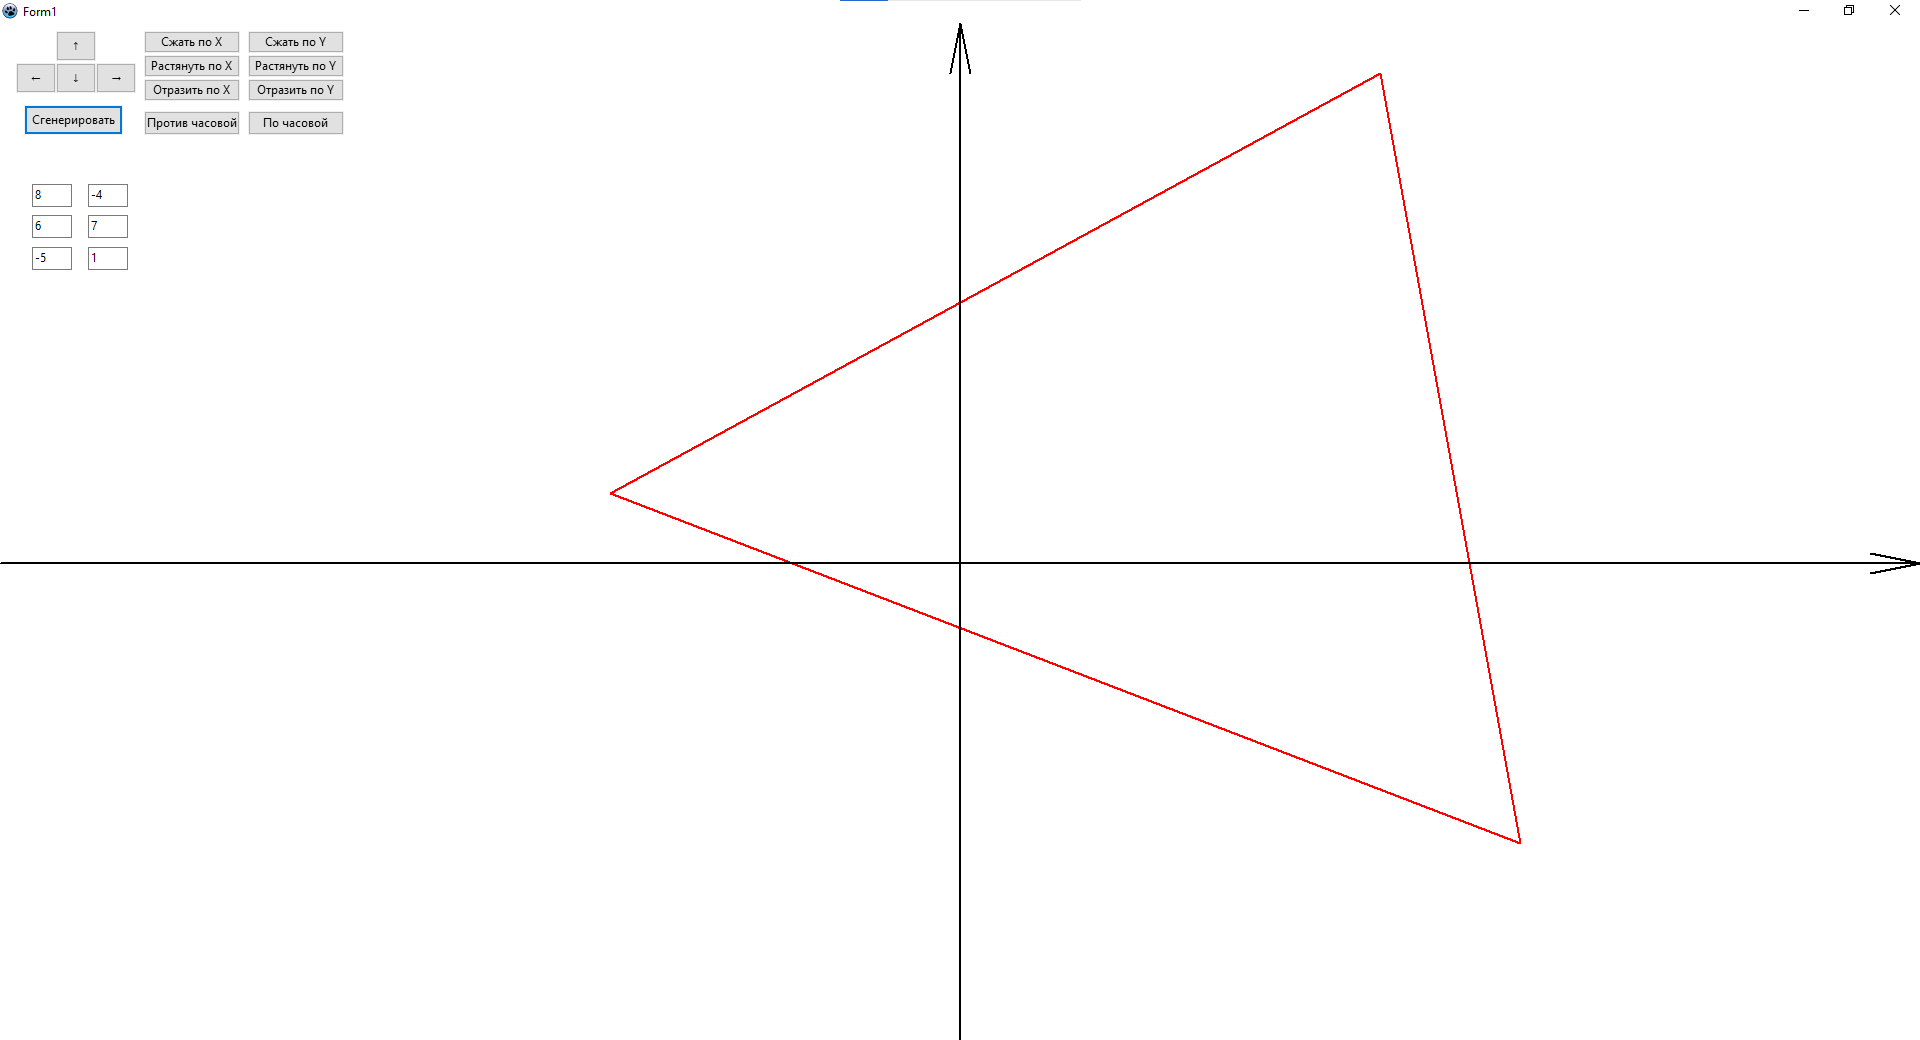 Form1
↑
← ↓ →
Сгенерировать
Сжать по X Сжать по Y
Растянуть по X Растянуть по Y
Отразить по X Отразить по Y
Против часовой По часовой
8 -4
6 7
-5 1